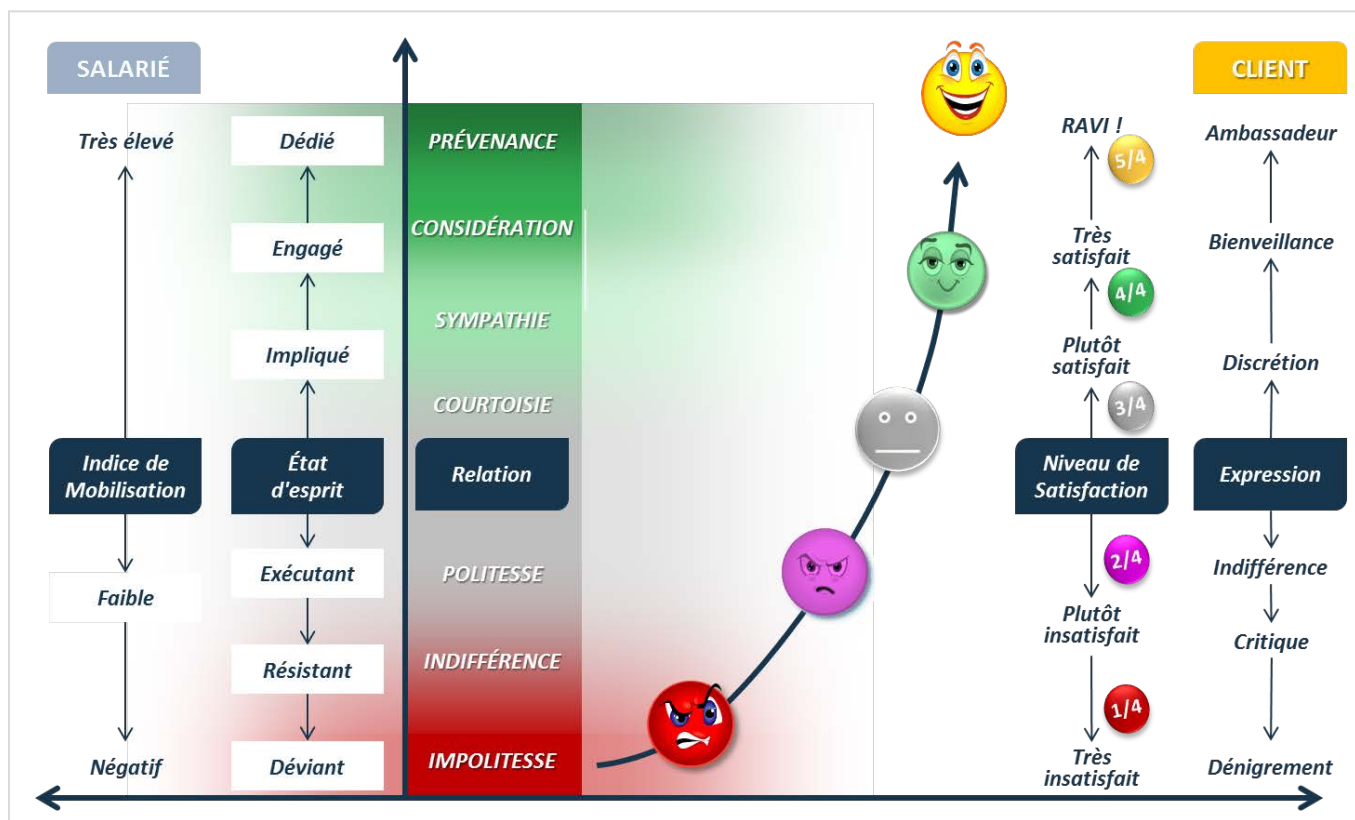 SALARIÉ
CLIENT
Très élevé
Dédié
PRÉVENANCE
RAVI !
5/4
Ambassadeur
Engagé
CONSIDÉRATION
Très
satisfait
4/4
Bienveillance
Impliqué
SYMPATHIE
Plutôt
satisfait
3/4
Discrétion
COURTOISIE
Indice de
Mobilisation
État
d'esprit
Relation
Niveau de
Satisfaction
Expression
Faible
Exécutant
POLITESSE
2/4
Plutôt
insatisfait
Indifférence
Résistant
INDIFFÉRENCE
Critique
1/4
Négatif
Déviant
IMPOLITESSE
Très
insatisfait
Dénigrement